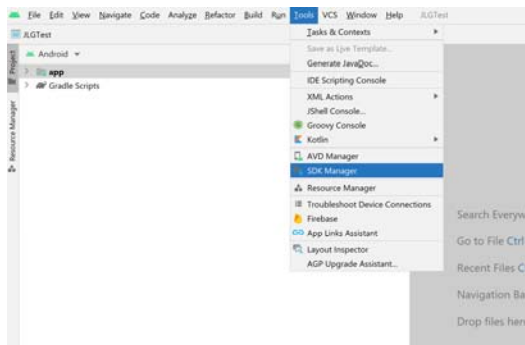 File Edit View Navigate Code Analyze Refactor Build Run Tools VCS Window Help JLGTest
JLGTest
Android
app
Gradle Scripts
Project
Resource Manager
Tasks & Contexts
Save as Live Template...
Generate JavaDoc...
IDE Scripting Console
XML Actions
JShell Console...
Groovy Console
Kotlin
AVD Manager
SDK Manager
Resource Manager
Troubleshoot Device Connections
Firebase
App Links Assistant
Layout Inspector
AGP Upgrade Assistant...
Search Everyw
Go to File Ctrl
Recent Files C
Navigation Ba
Drop files her